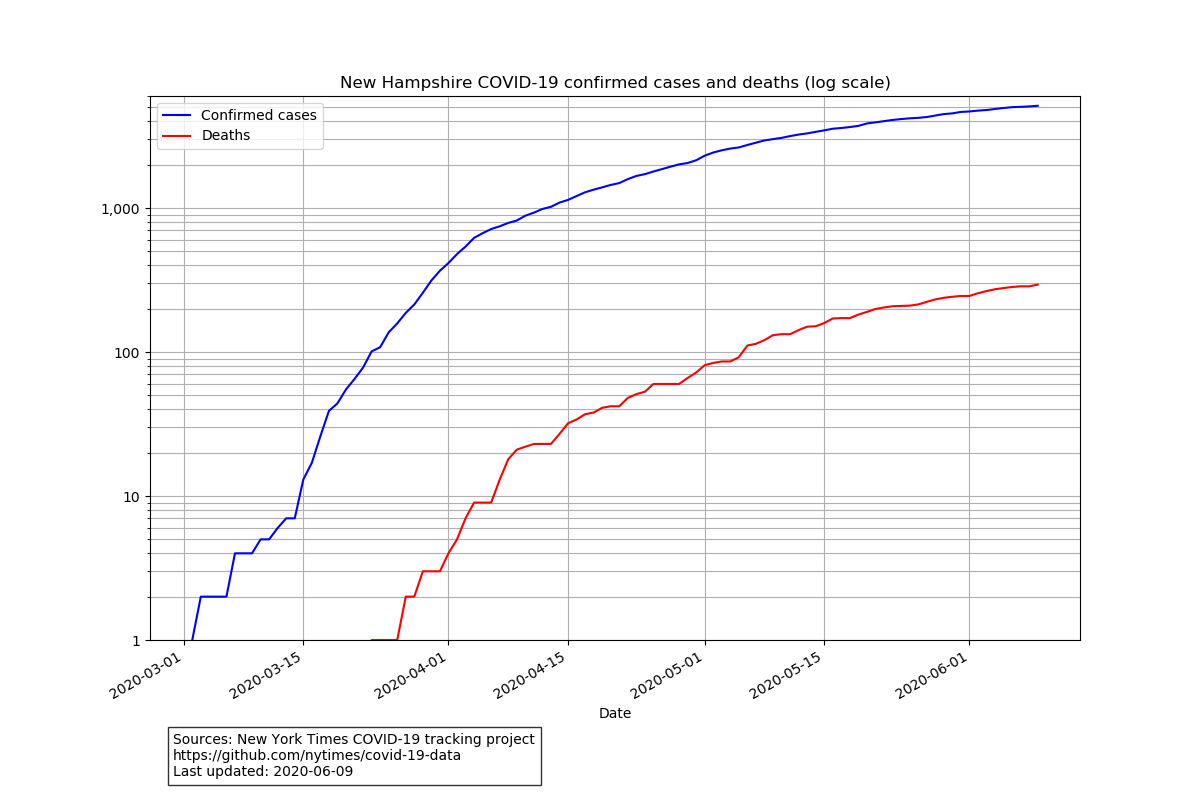 New Hampshire COVID-19 confirmed cases and deaths (log scale)
Confirmed cases
Deaths
1,000
100
10
1
2020-03-01
2020-03-15
2020-04-01
2020-04-15
2020-05-01
2020-05-15
2020-06-01
Date
Sources: New York Times COVID-19 tracking project
https://github.com/nytimes/covid-19-data
Last updated: 2020-06-09